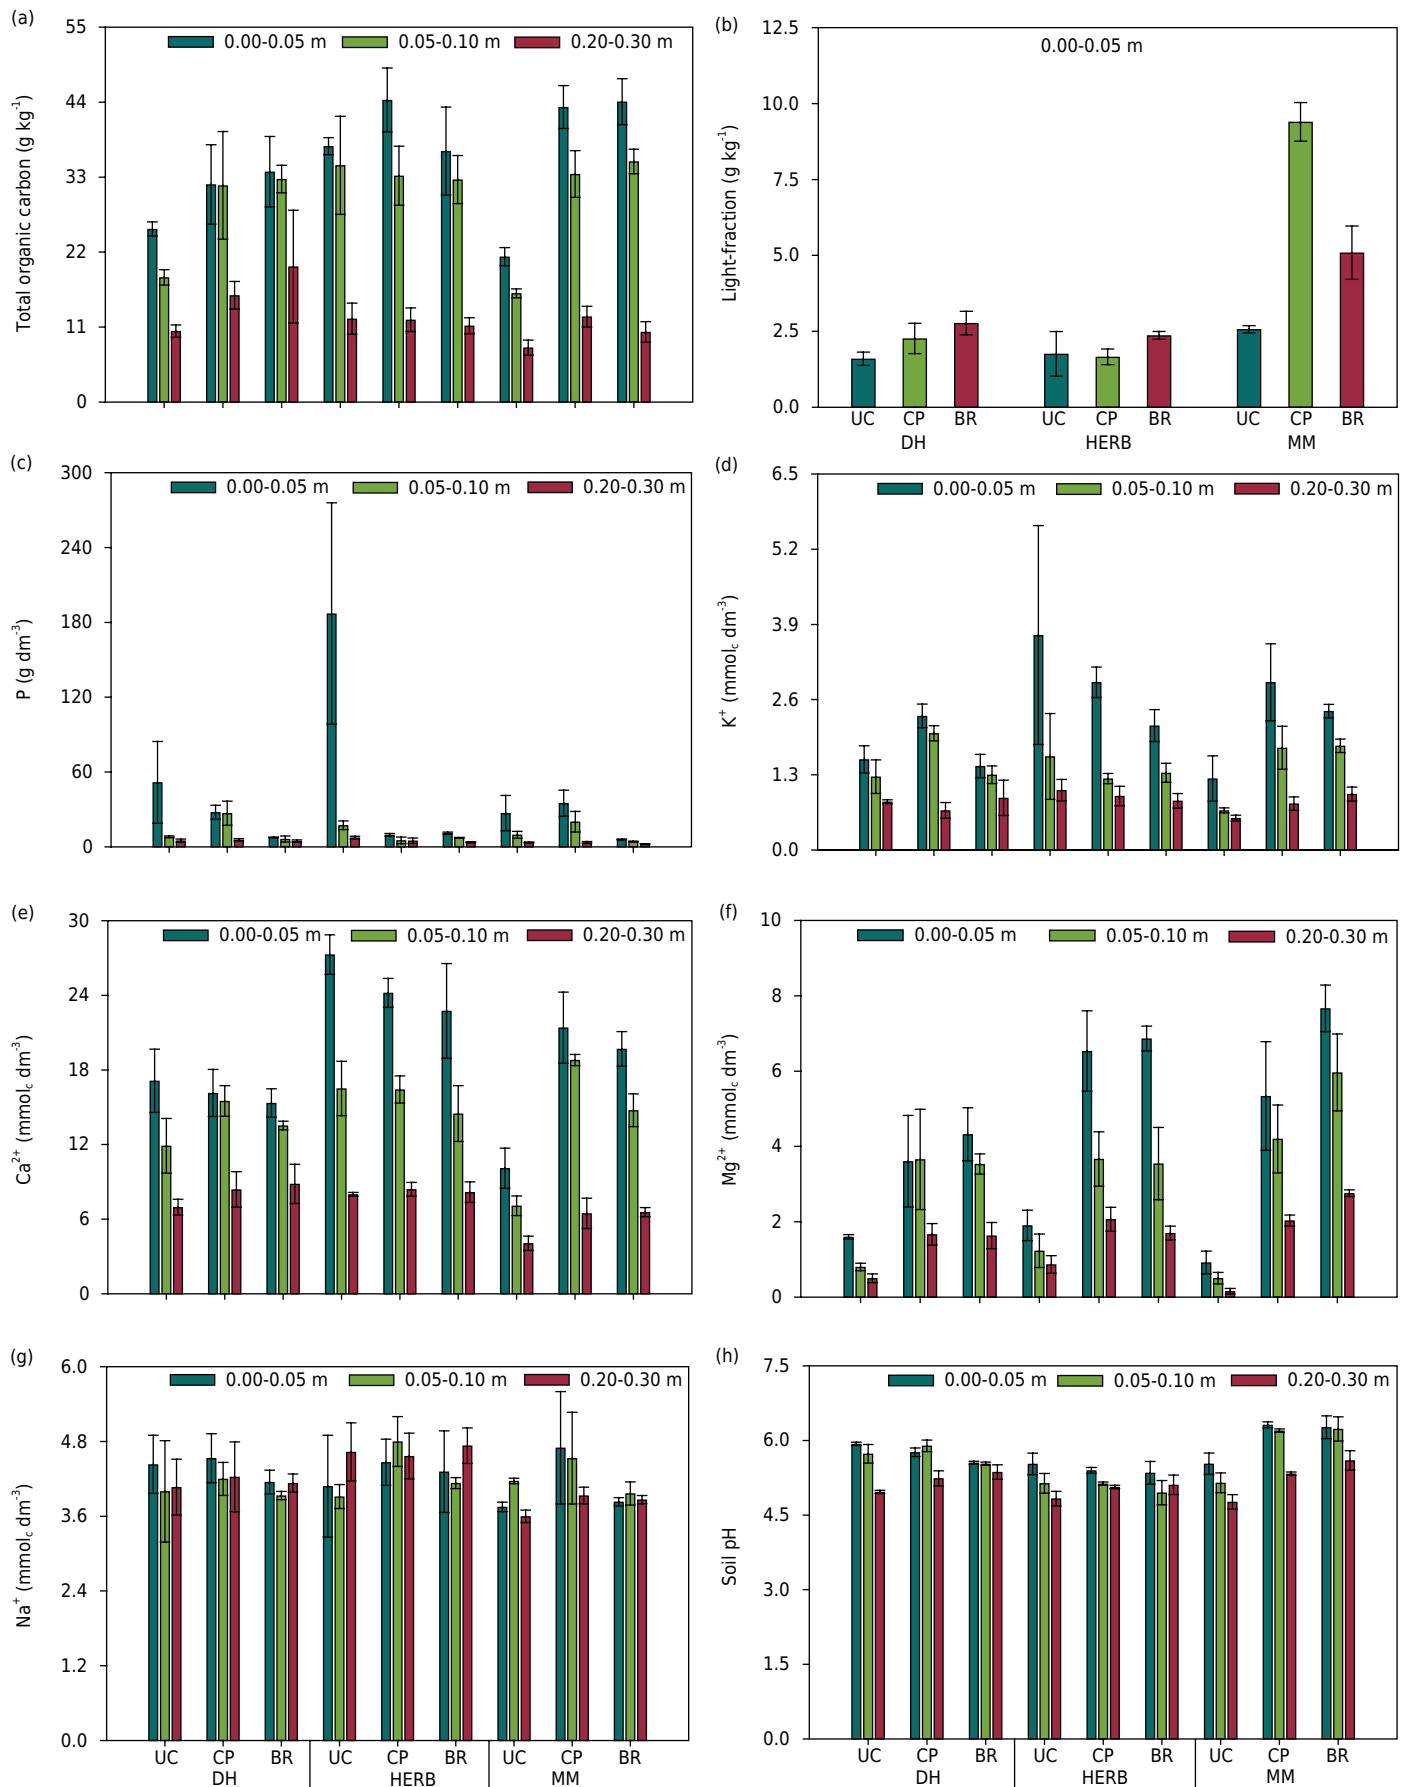 (a)
55
44
33
22
11
0
Total organic carbon (g kg⁻¹)
0.00-0.05 m 0.05-0.10 m 0.20-0.30 m
(b)
12.5
10.0
7.5
5.0
2.5
0.0
Light-fraction (g kg⁻¹)
0.00-0.05 m
UC CP BR UC CP BR UC CP BR
DH HERB MM
(c)
300
240
180
120
60
0
P (g dm⁻³)
0.00-0.05 m 0.05-0.10 m 0.20-0.30 m
(d)
6.5
5.2
3.9
2.6
1.3
0.0
K⁺ (mmol꜀ dm⁻³)
0.00-0.05 m 0.05-0.10 m 0.20-0.30 m
(e)
30
24
18
12
6
0
Ca²⁺ (mmol꜀ dm⁻³)
0.00-0.05 m 0.05-0.10 m 0.20-0.30 m
(f)
10
8
6
4
2
0
Mg²⁺ (mmol꜀ dm⁻³)
0.00-0.05 m 0.05-0.10 m 0.20-0.30 m
(g)
6.0
4.8
3.6
2.4
1.2
0.0
Na⁺ (mmol꜀ dm⁻³)
0.00-0.05 m 0.05-0.10 m 0.20-0.30 m
UC CP BR UC CP BR UC CP BR
DH HERB MM
(h)
7.5
6.0
4.5
3.0
1.5
0.0
Soil pH
0.00-0.05 m 0.05-0.10 m 0.20-0.30 m
UC CP BR UC CP BR UC CP BR
DH HERB MM